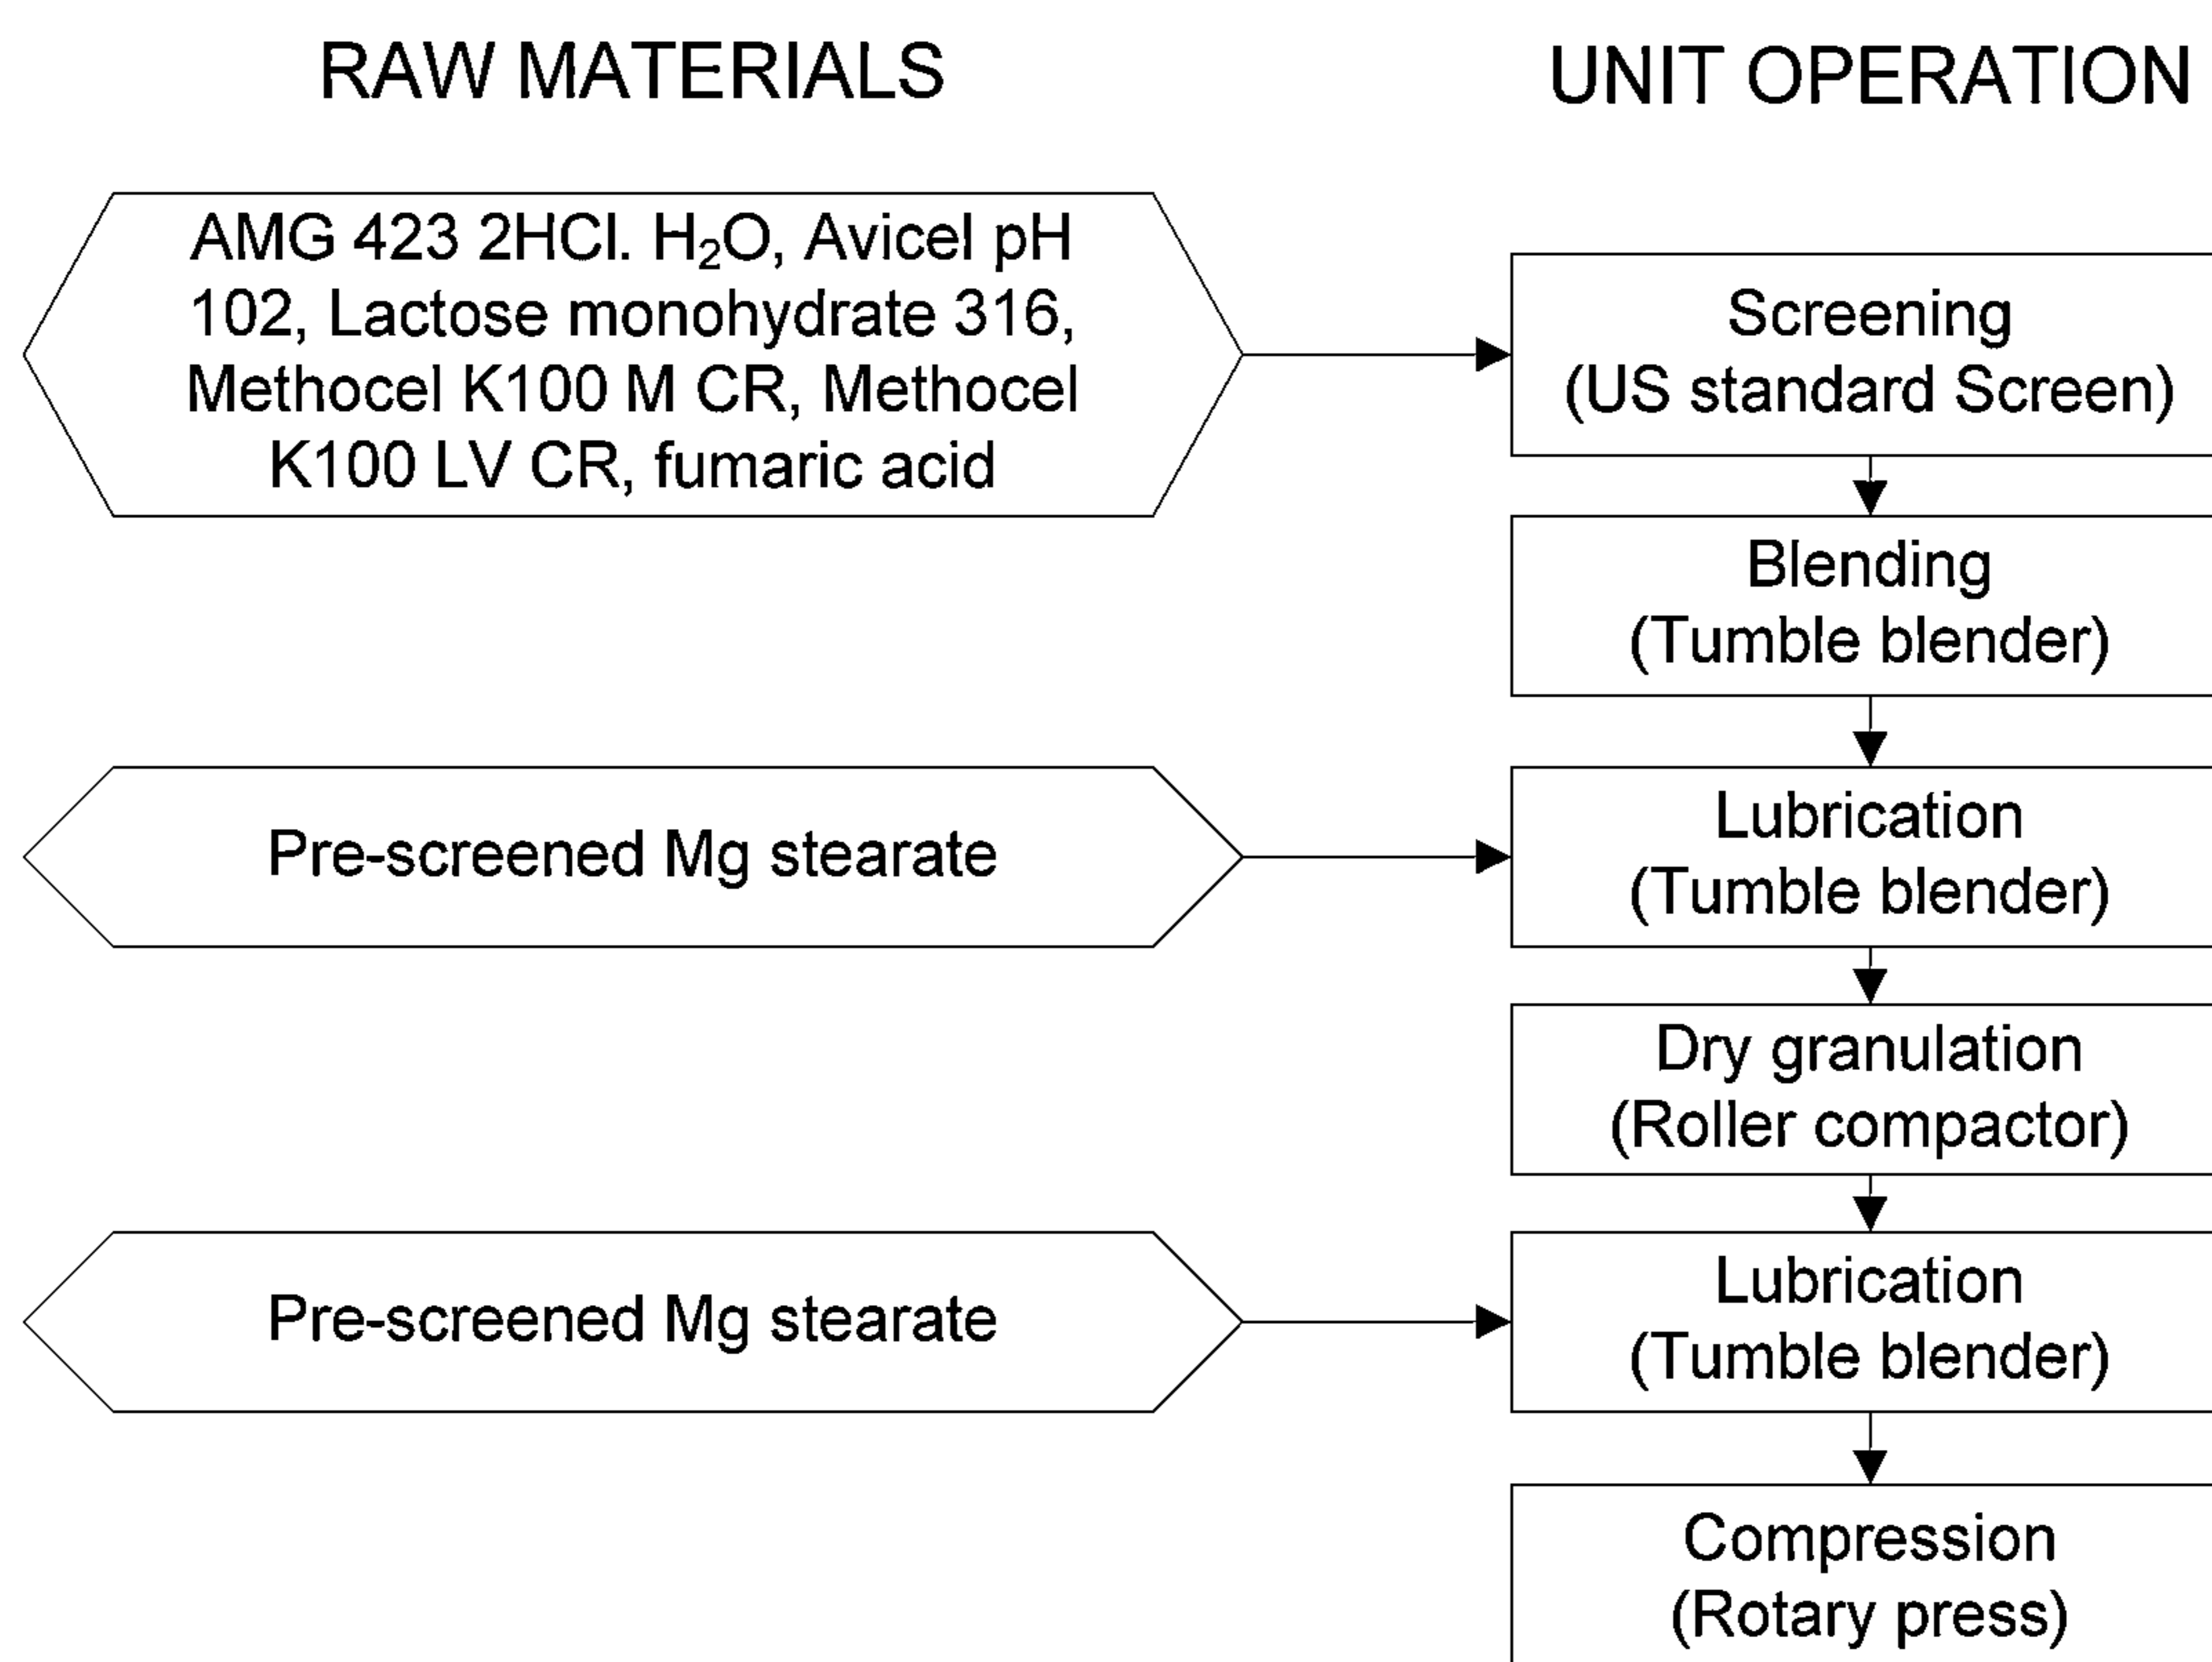 RAW MATERIALS
UNIT OPERATION
AMG 423 2HCl. H₂O, Avicel pH
102, Lactose monohydrate 316,
Methocel K100 M CR, Methocel
K100 LV CR, fumaric acid
Screening
(US standard Screen)
Blending
(Tumble blender)
Pre-screened Mg stearate
Lubrication
(Tumble blender)
Dry granulation
(Roller compactor)
Pre-screened Mg stearate
Lubrication
(Tumble blender)
Compression
(Rotary press)